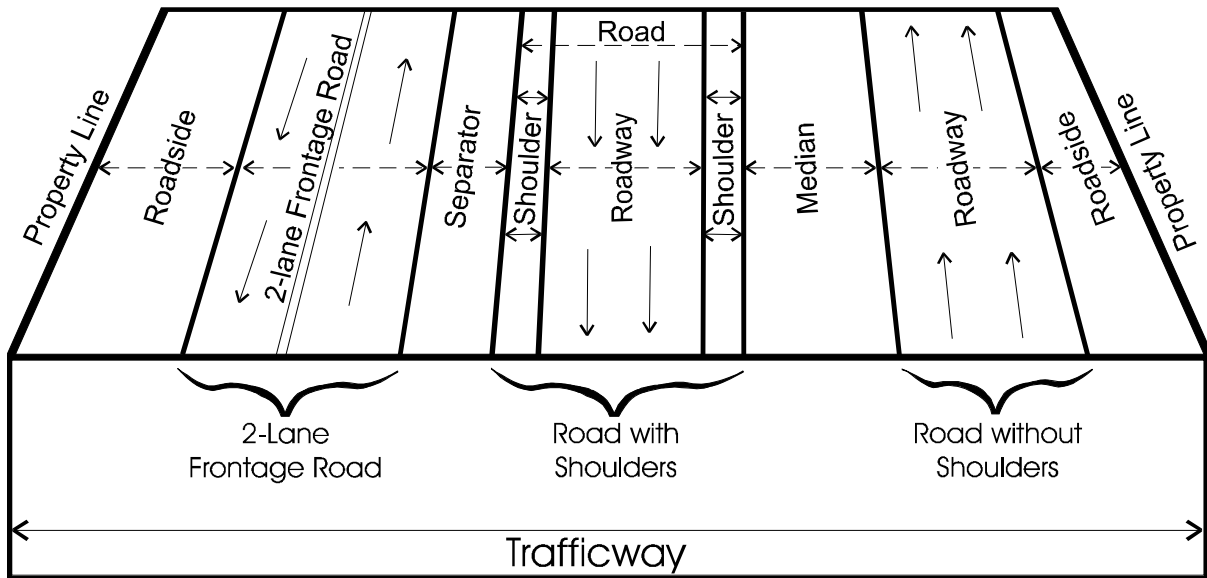 Road
Property Line
Roadside
2-lane Frontage Road
Separator
Shoulder
Roadway
Shoulder
Median
Roadway
Roadside
Property Line
2-Lane
Frontage Road
Road with
Shoulders
Road without
Shoulders
Trafficway